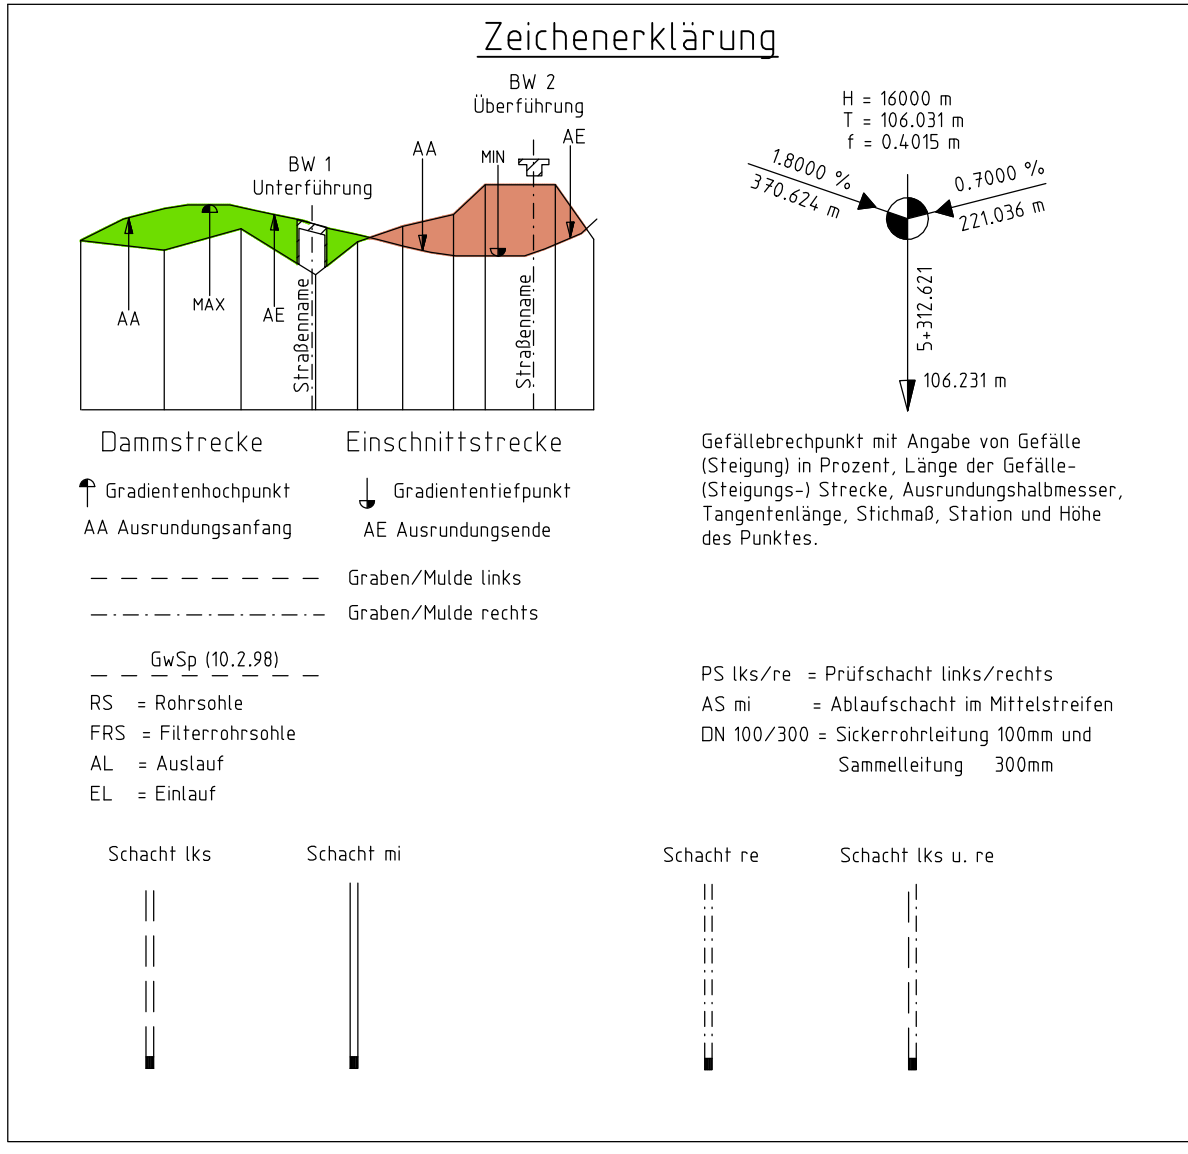 Zeichenerklärung
BW 2
Überführung
AE
AA
MIN
BW 1
Unterführung
AA
MAX
AE
Straßenname
Straßenname
H = 16000 m
T = 106.031 m
f = 0.4015 m
1.8000 %
370.624 m
0.7000 %
221.036 m
5+312.621
106.231 m
Dammstrecke
Einschnittstrecke
Gradientenhochpunkt
Gradiententiefpunkt
AA Ausrundungsanfang
AE Ausrundungsende
Gefällebrechpunkt mit Angabe von Gefälle
(Steigung) in Prozent, Länge der Gefälle-
(Steigungs-) Strecke, Ausrundungshalbmesser,
Tangentenlänge, Stichmaß, Station und Höhe
des Punktes.
Graben/Mulde links
Graben/Mulde rechts
GwSp (10.2.98)
RS = Rohrsohle
FRS = Filterrohrsohle
AL = Auslauf
EL = Einlauf
PS lks/re = Prüfschacht links/rechts
AS mi = Ablaufschacht im Mittelstreifen
DN 100/300 = Sickerrohrleitung 100mm und
Sammelleitung 300mm
Schacht lks
Schacht mi
Schacht re
Schacht lks u. re